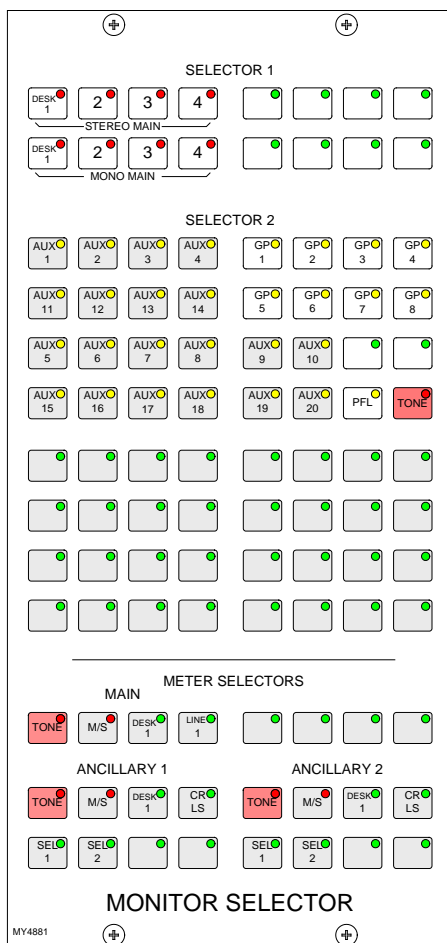 SELECTOR 1
DESK 1 2 3 4
STEREO MAIN
DESK 1 2 3 4
MONO MAIN
SELECTOR 2
AUX 1 AUX 2 AUX 3 AUX 4 GP 1 GP 2 GP 3 GP 4
AUX 11 AUX 12 AUX 13 AUX 14 GP 5 GP 6 GP 7 GP 8
AUX 5 AUX 6 AUX 7 AUX 8 AUX 9 AUX 10
AUX 15 AUX 16 AUX 17 AUX 18 AUX 19 AUX 20 PFL TONE
METER SELECTORS
MAIN
TONE M/S DESK 1 LINE 1
ANCILLARY 1 ANCILLARY 2
TONE M/S DESK 1 CR LS TONE M/S DESK 1 CR LS
SEL 1 SEL 2 SEL 1 SEL 2
MONITOR SELECTOR
MY4881